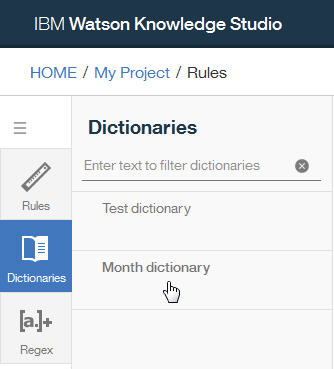 IBM Watson Knowledge Studio
HOME / My Project / Rules
Dictionaries
Enter text to filter dictionaries
Rules
Test dictionary
Dictionaries
Month dictionary
[a.]+
Regex